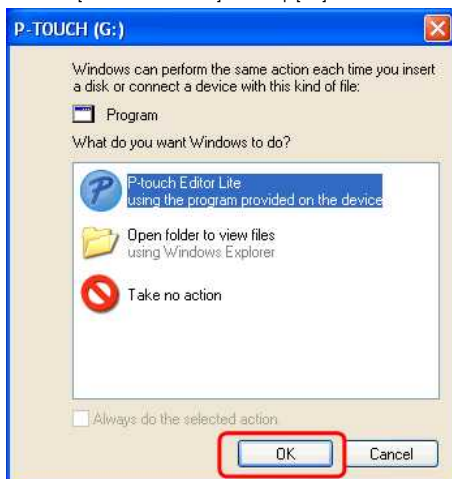 P-TOUCH (G:)
Windows can perform the same action each time you insert
a disk or connect a device with this kind of file:
Program
What do you want Windows to do?
P-touch Editor Lite
using the program provided on the device
Open folder to view files
using Windows Explorer
Take no action
Always do the selected action.
OK
Cancel